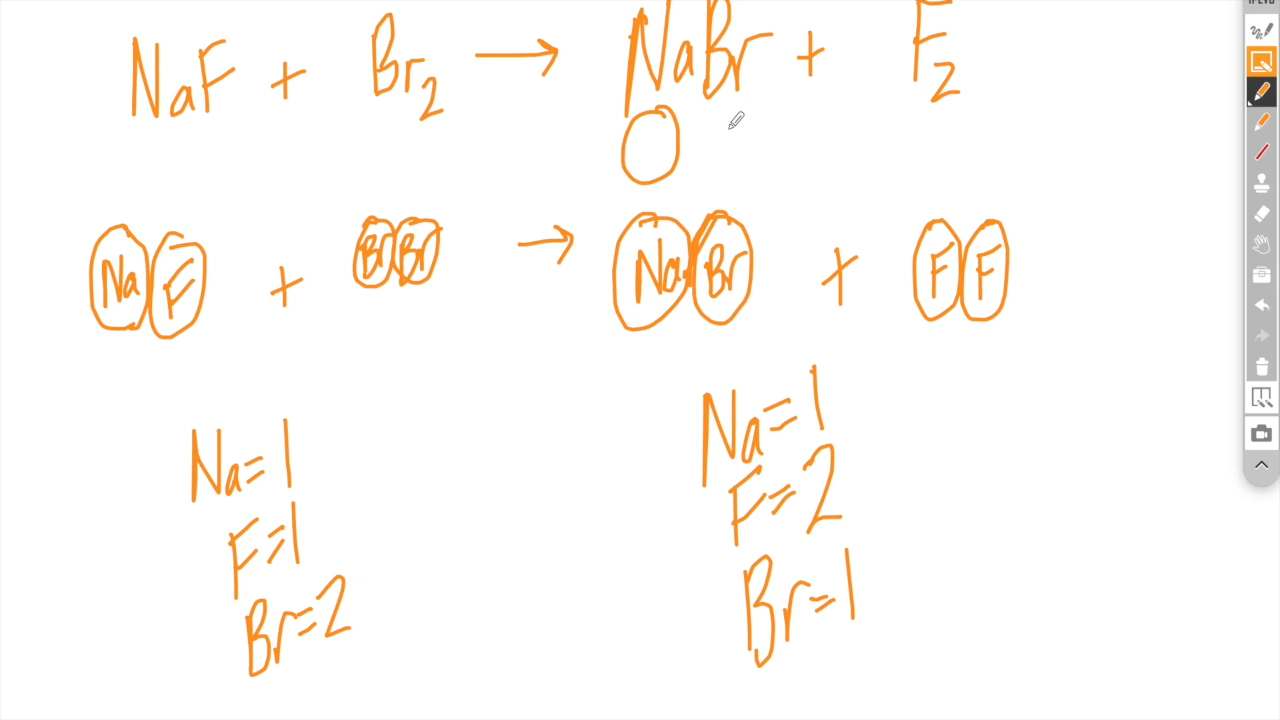 NaF + Br2 → NaBr + F2
Na F + Br Br → Na Br + F F
Na=1
F=1
Br=2
Na=1
F=2
Br=1